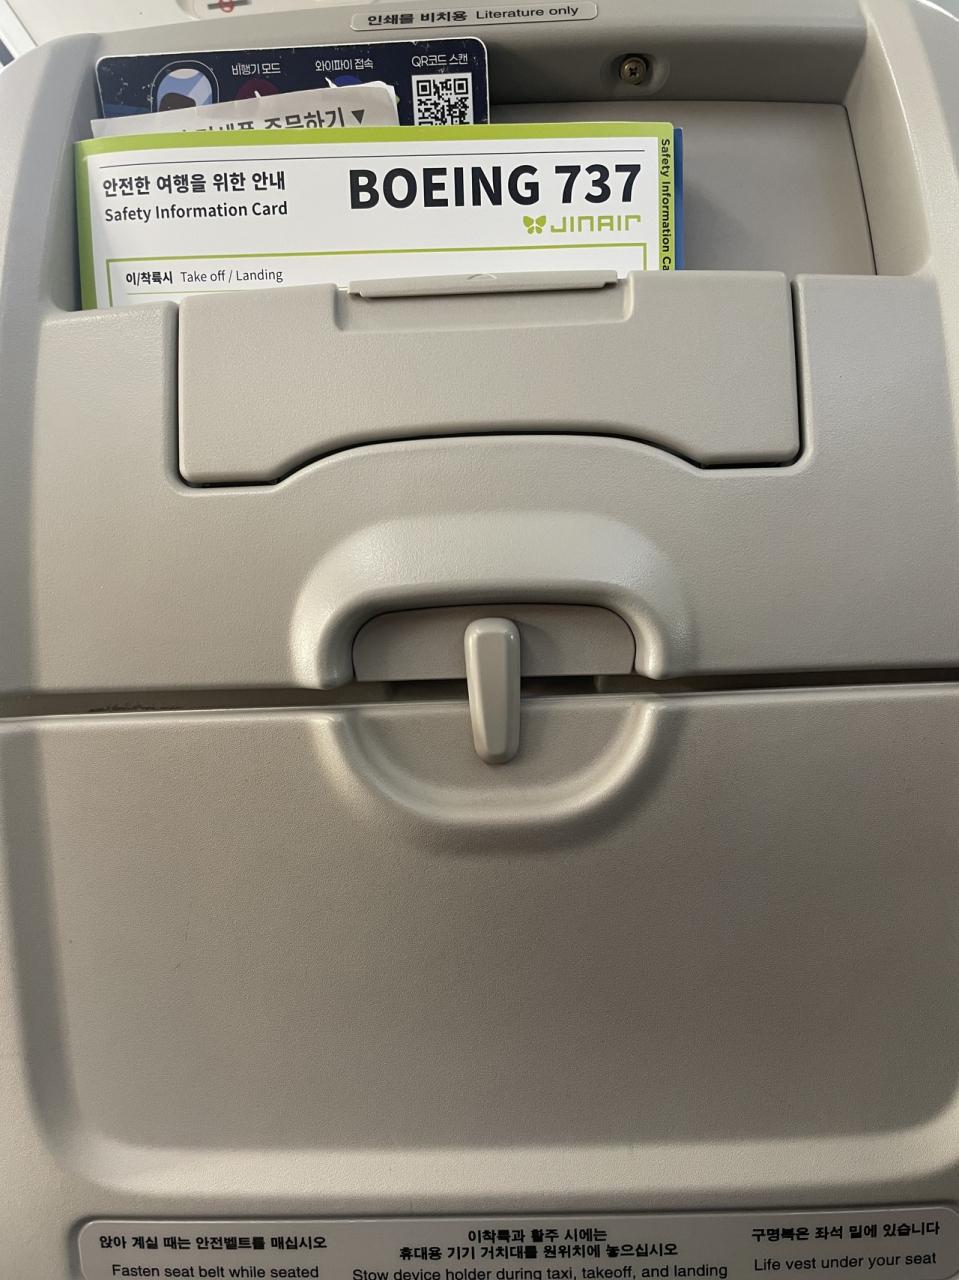 인쇄물 비치용 Literature only
비행기 모드
와이파이 접속
QR코드 스캔
주문하기▼
안전한 여행을 위한 안내
Safety Information Card
BOEING 737
JINAIR
Safety Information
이/착륙시 Take off / Landing
앉아 계실 때는 안전벨트를 매십시오
Fasten seat belt while seated
이착륙과 활주 시에는
휴대용 기기 거치대를 원위치에 놓으십시오
Stow device holder during taxi, takeoff, and landing
구명복은 좌석 밑에 있습니다
Life vest under your seat